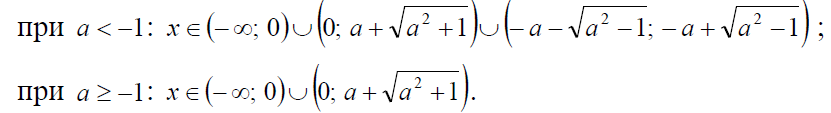 при a < −1: x ∈ (−∞; 0) ∪ (0; a + √(a² + 1)) ∪ (−a − √(a² − 1); −a + √(a² − 1)) ;
при a ≥ −1: x ∈ (−∞; 0) ∪ (0; a + √(a² + 1)).